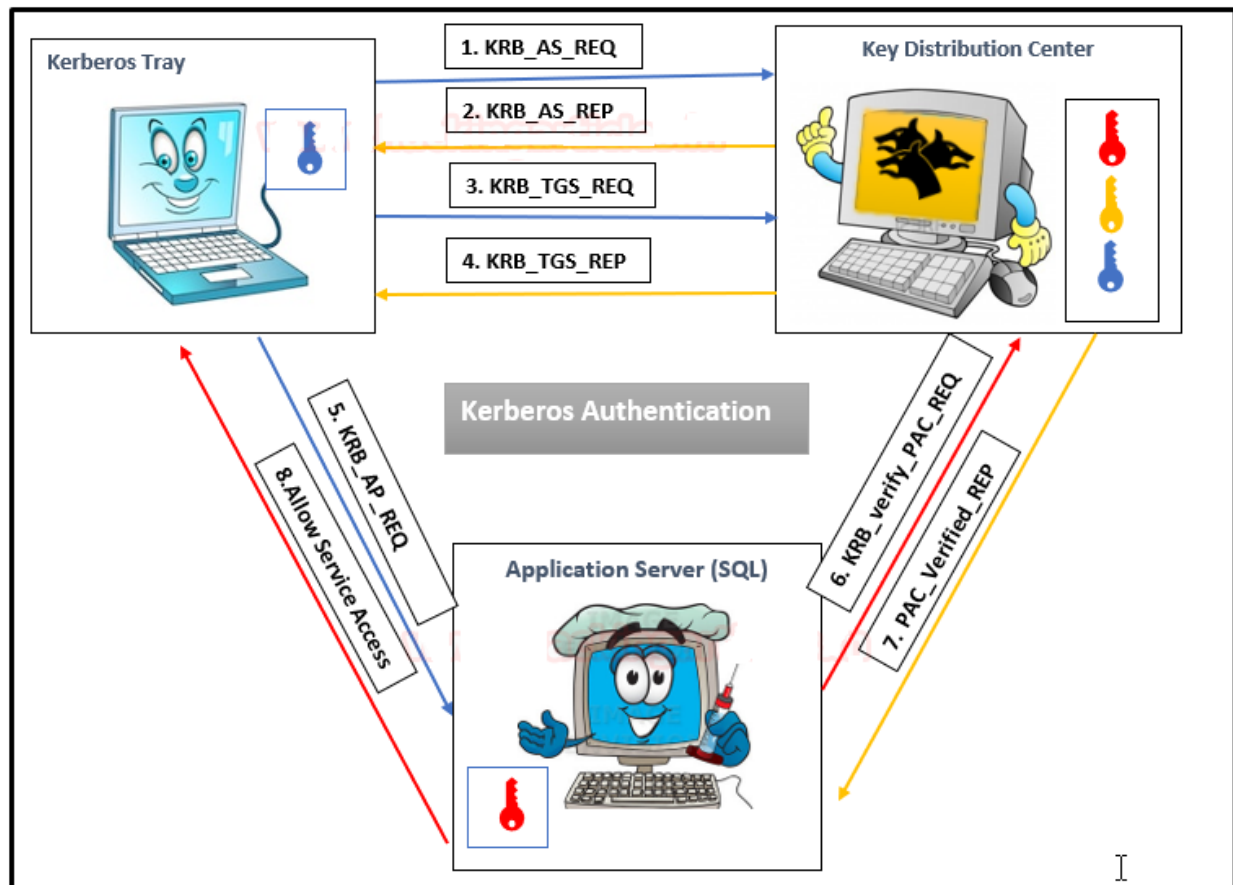 Kerberos Tray
1. KRB_AS_REQ
Key Distribution Center
2. KRB_AS_REP
3. KRB_TGS_REQ
4. KRB_TGS_REP
Kerberos Authentication
5. KRB_AP_REQ
8.Allow Service Access
6. KRB_verify_PAC_REQ
7. PAC_Verified_REP
Application Server (SQL)